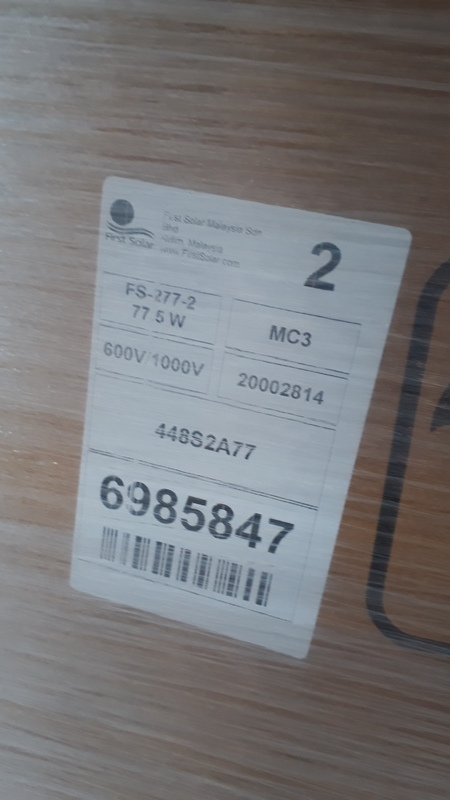 First Solar
First Solar Malaysia Sdn
Bhd
Kulim, Malaysia
www.FirstSolar.com
2
FS-277-2
77.5 W
MC3
600V/1000V
20002814
448S2A77
6985847